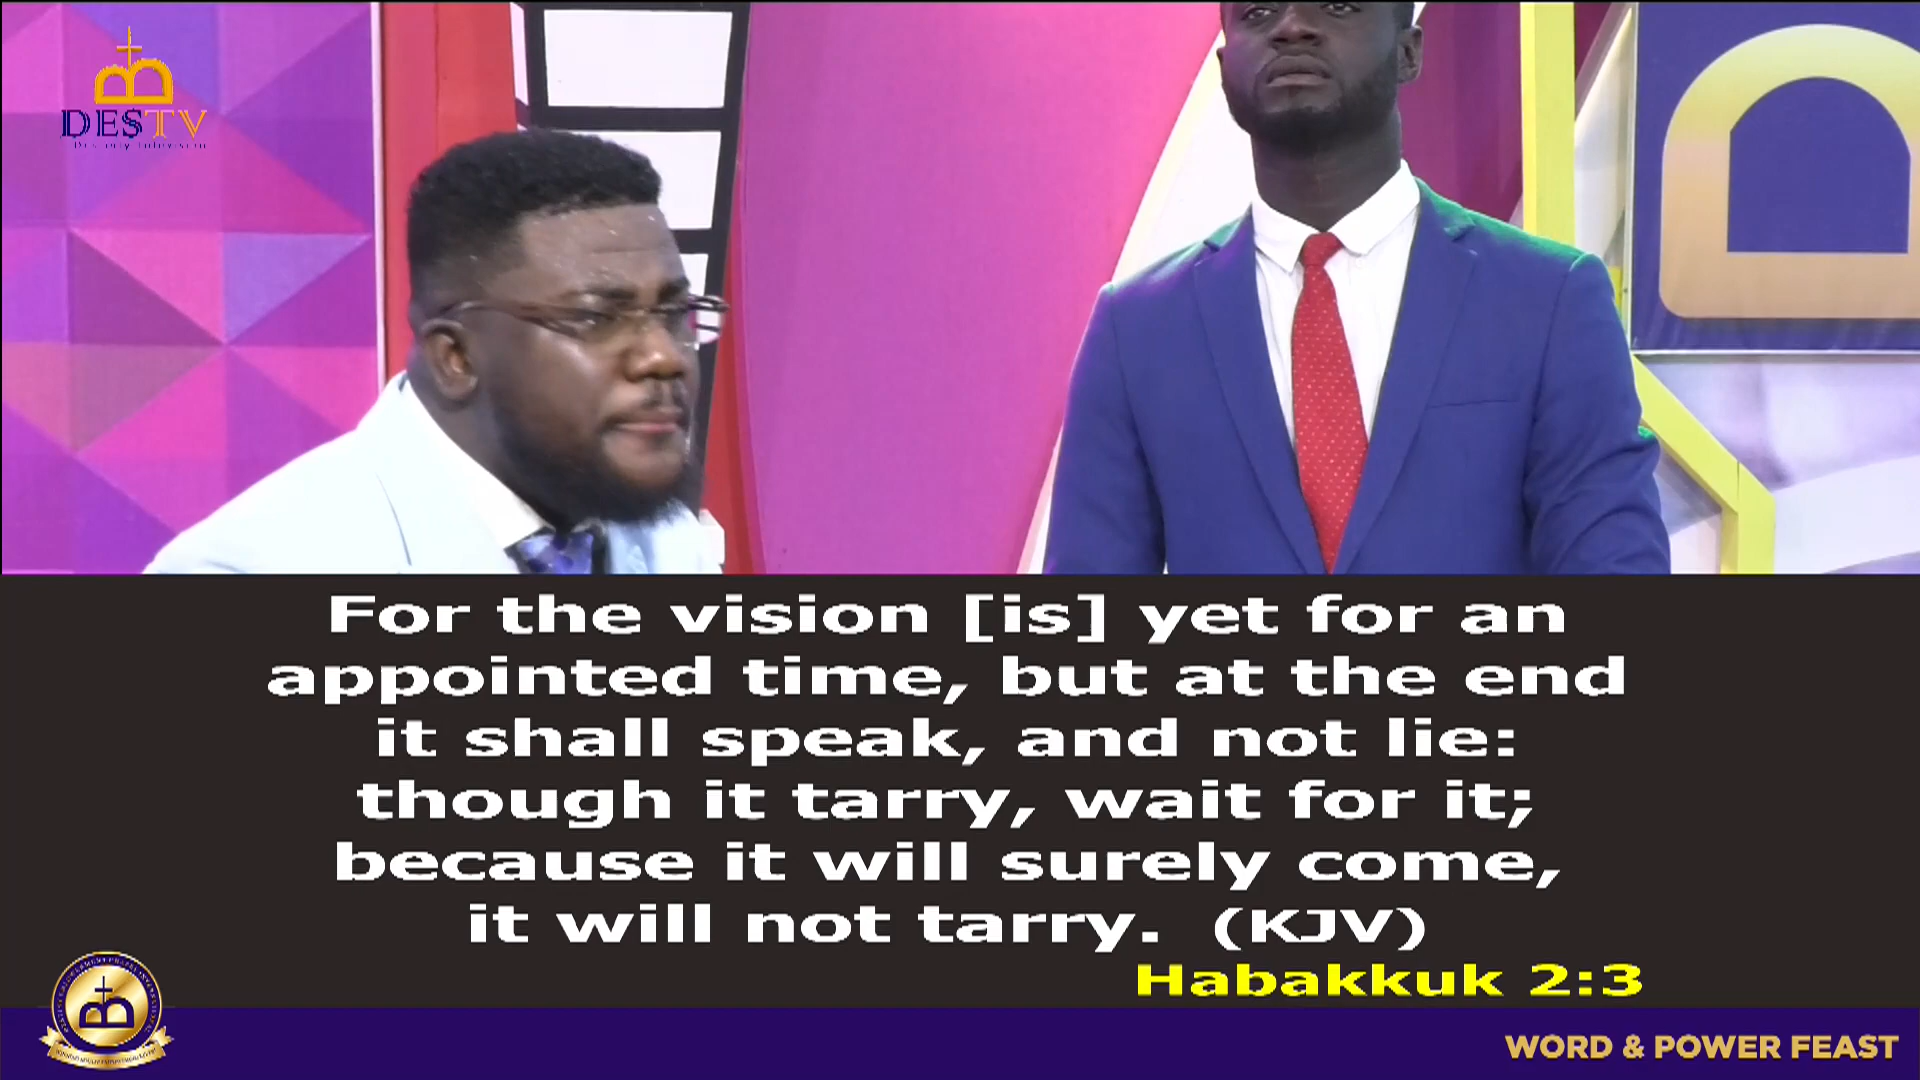 DESTV
For the vision [is] yet for an
appointed time, but at the end
it shall speak, and not lie:
though it tarry, wait for it;
because it will surely come,
it will not tarry. (KJV)
Habakkuk 2:3
WORD & POWER FEAST